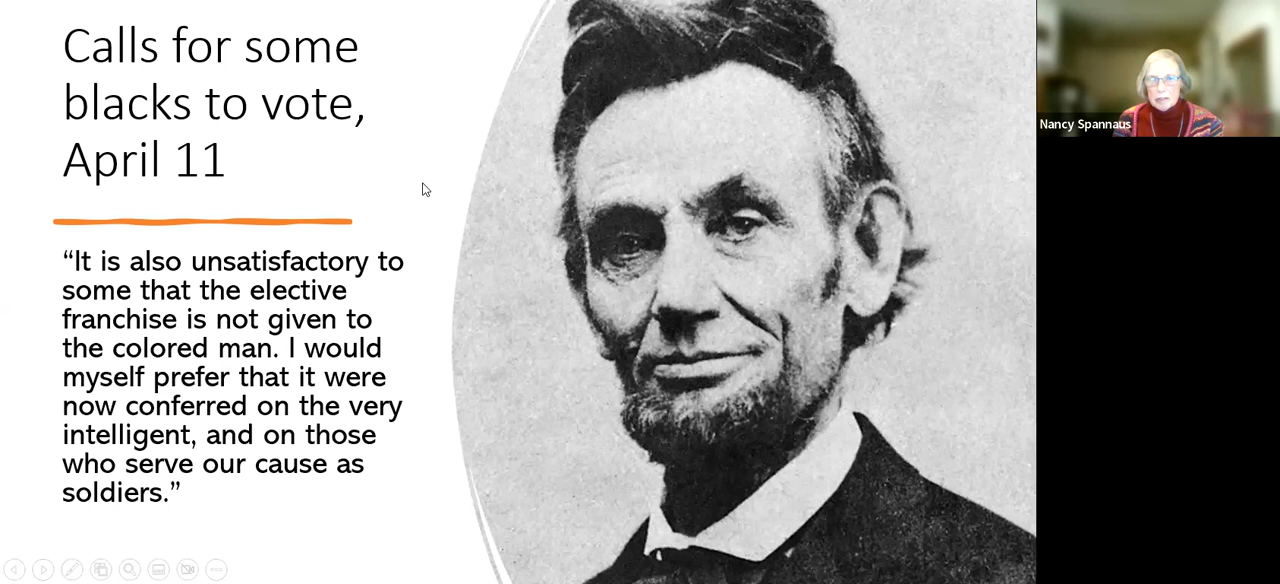 Calls for some
blacks to vote,
April 11
“It is also unsatisfactory to
some that the elective
franchise is not given to
the colored man. I would
myself prefer that it were
now conferred on the very
intelligent, and on those
who serve our cause as
soldiers.”
Nancy Spannaus